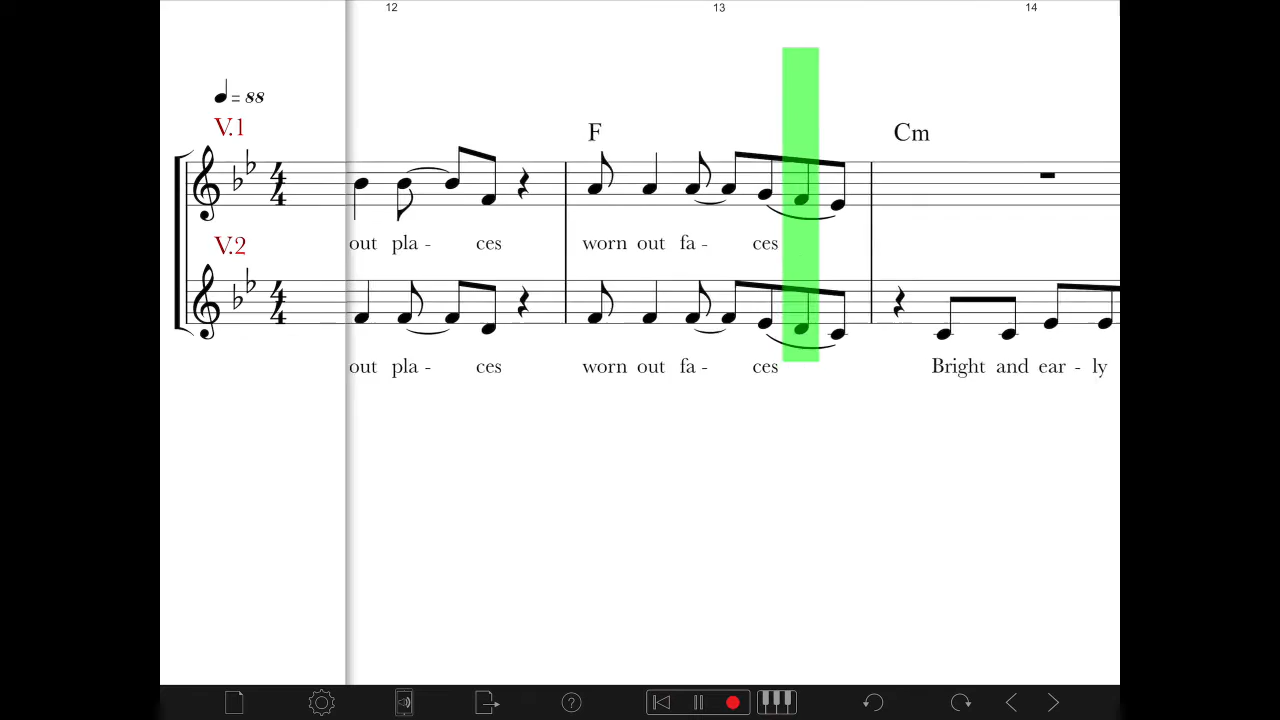 12 13 14
= 88
V.1 F Cm
out pla - ces worn out fa - ces
V.2
out pla - ces worn out fa - ces Bright and ear - ly